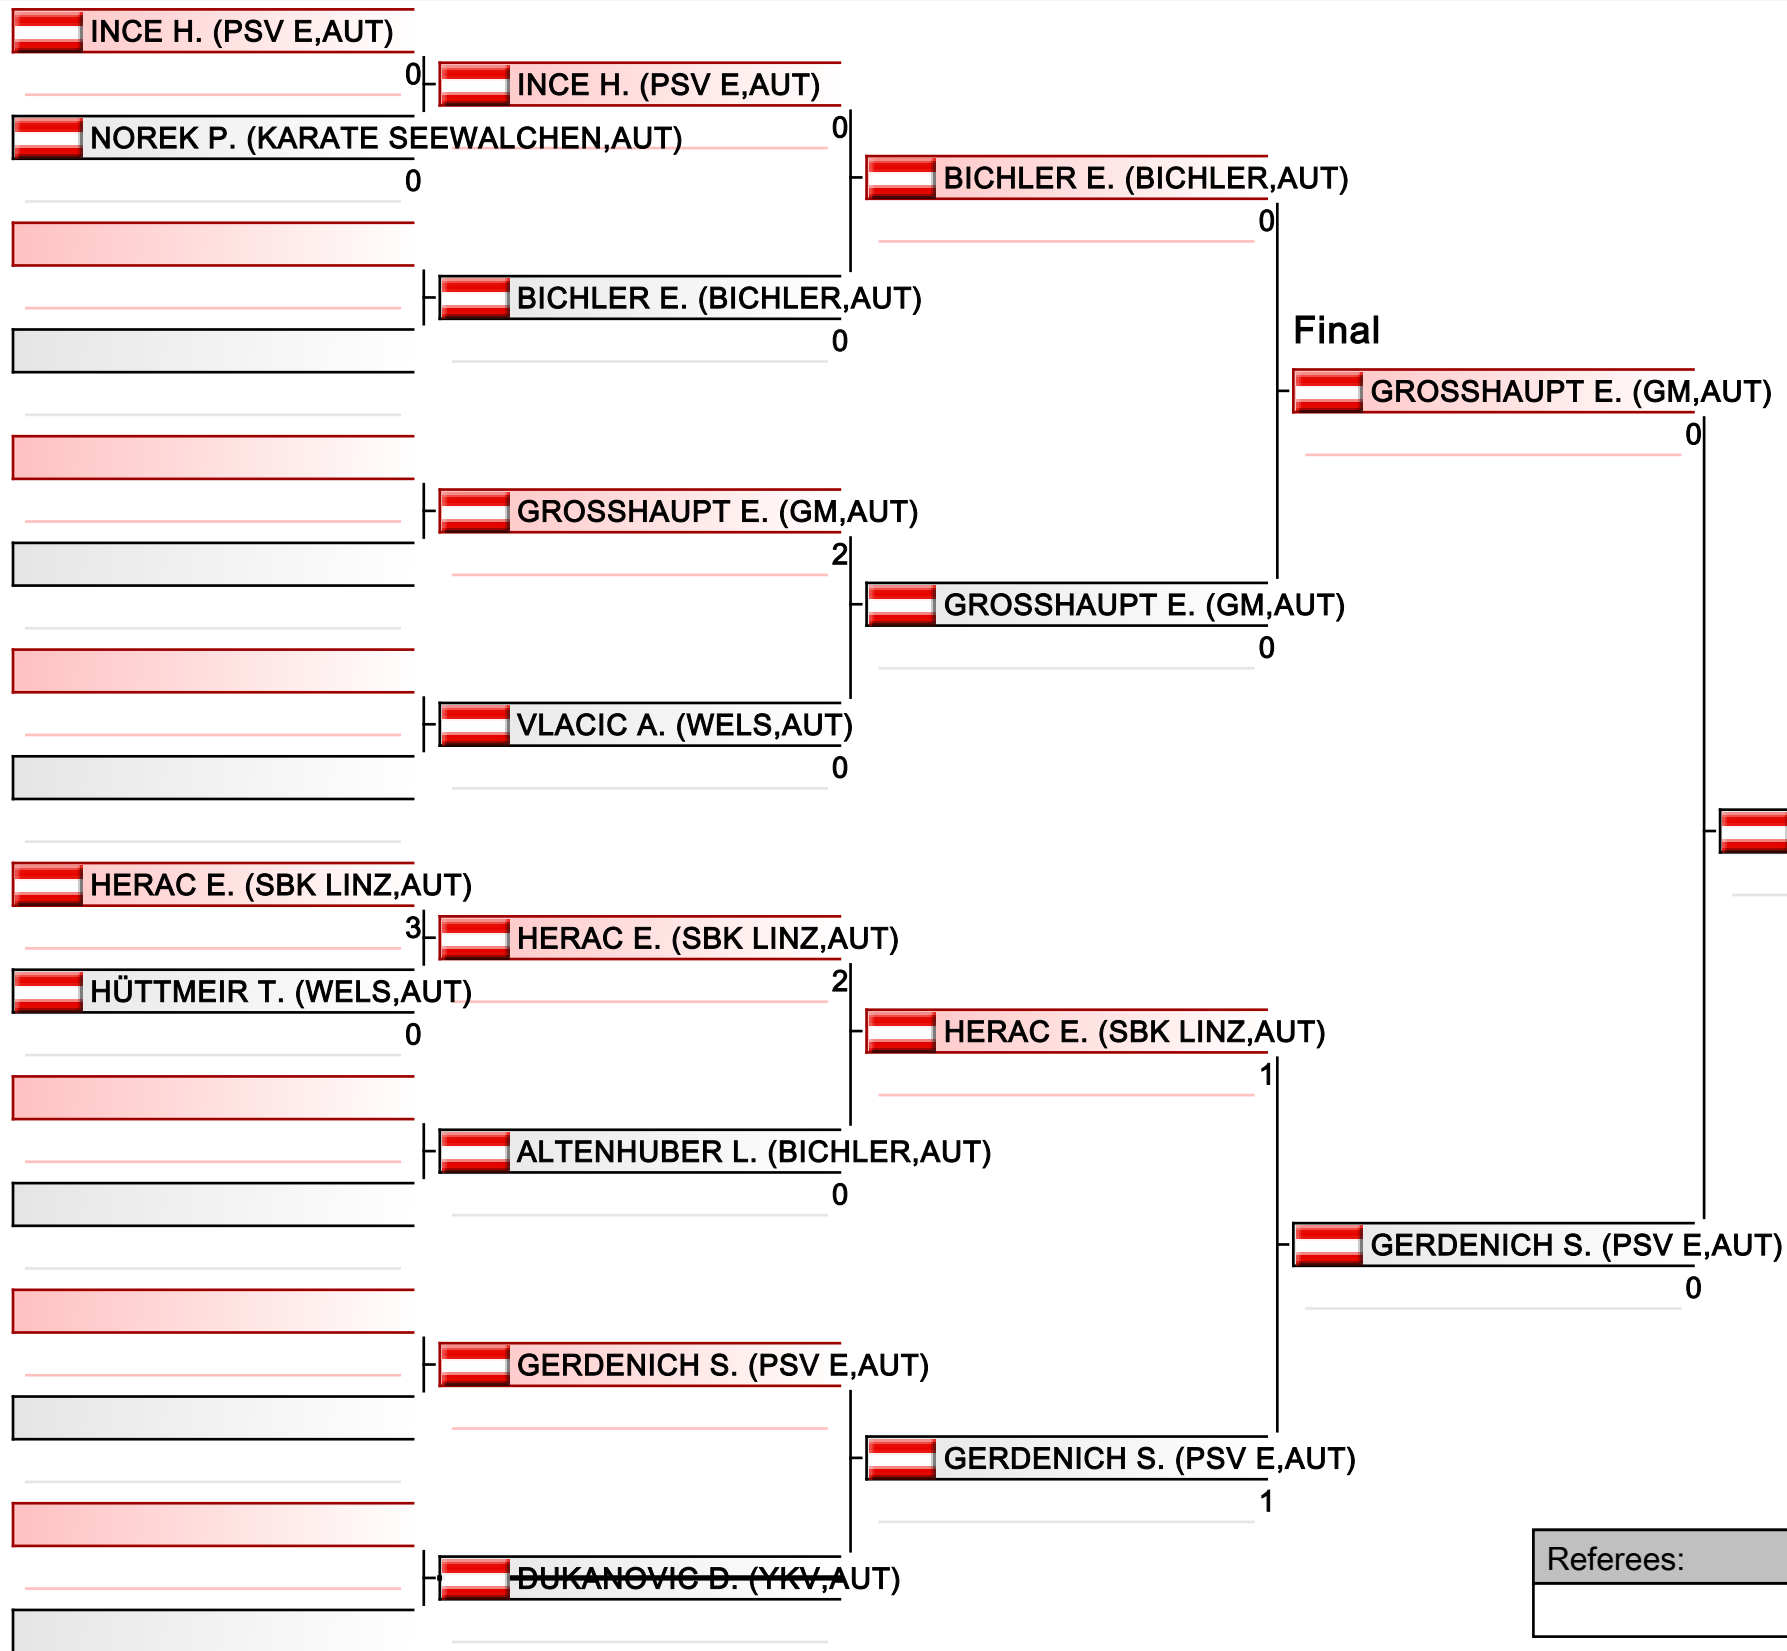 INCE H. (PSV E,AUT)
0
INCE H. (PSV E,AUT)
0
NOREK P. (KARATE SEEWALCHEN,AUT)
0
BICHLER E. (BICHLER,AUT)
0
BICHLER E. (BICHLER,AUT)
0
Final
GROSSHAUPT E. (GM,AUT)
0
GROSSHAUPT E. (GM,AUT)
2
GROSSHAUPT E. (GM,AUT)
0
VLACIC A. (WELS,AUT)
0
HERAC E. (SBK LINZ,AUT)
3
HERAC E. (SBK LINZ,AUT)
2
HÜTTMEIR T. (WELS,AUT)
0
HERAC E. (SBK LINZ,AUT)
1
ALTENHUBER L. (BICHLER,AUT)
0
GERDENICH S. (PSV E,AUT)
0
GERDENICH S. (PSV E,AUT)
GERDENICH S. (PSV E,AUT)
1
DUKANOVIC D. (YKV,AUT)
Referees: